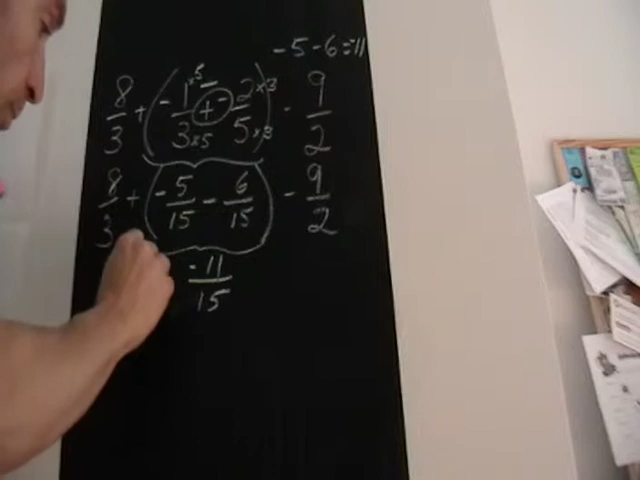 -5-6=-11
8/3 + (-1×5/3×5 + -2×3/5×3) - 9/2
8/3 + (-5/15 - 6/15) - 9/2
-11/15